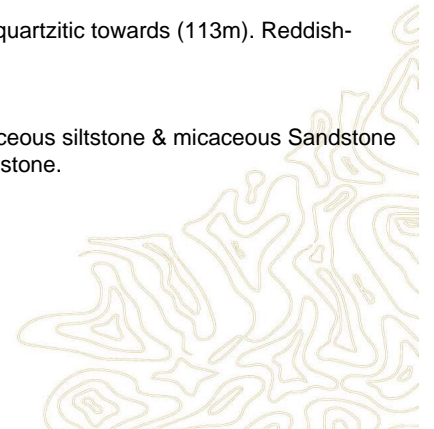 quartzitic towards (113m). Reddish-
ceous siltstone & micaceous Sandstone
stone.